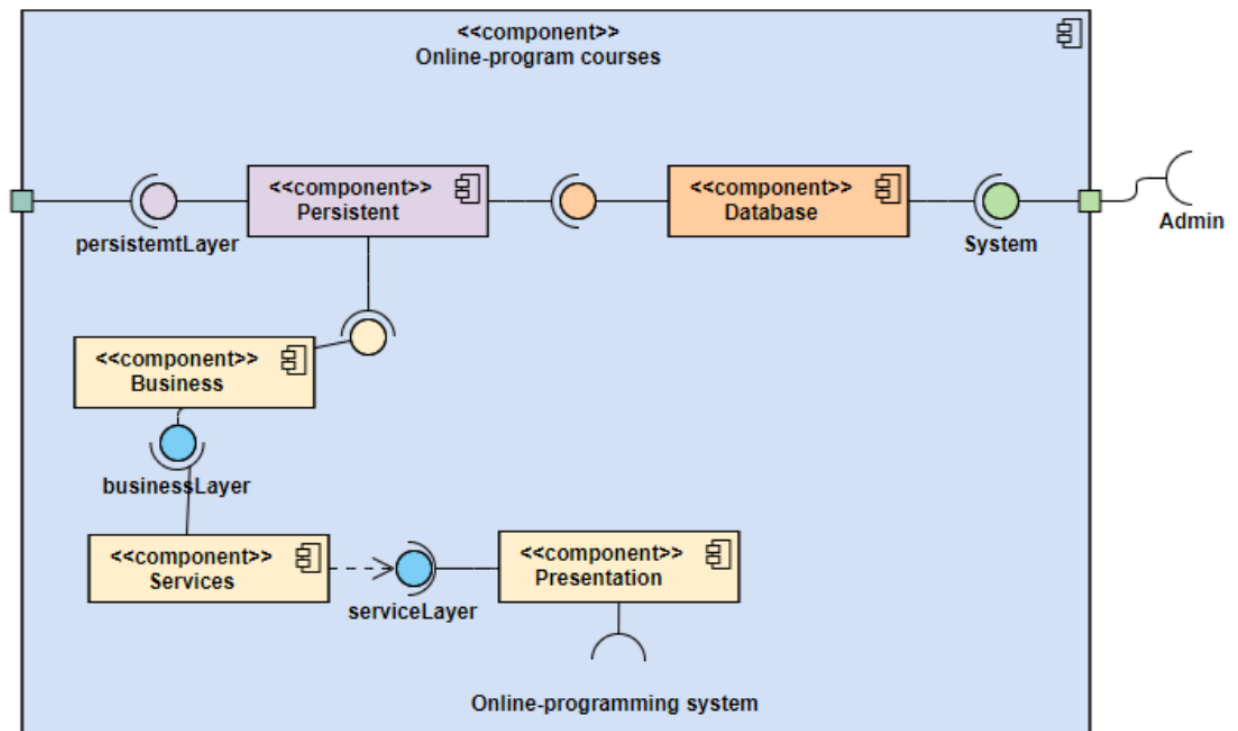 <<component>>
Online-program courses
<<component>>
Persistent
<<component>>
Database
persistemtLayer
System
Admin
<<component>>
Business
businessLayer
<<component>>
Services
<<component>>
Presentation
serviceLayer
Online-programming system